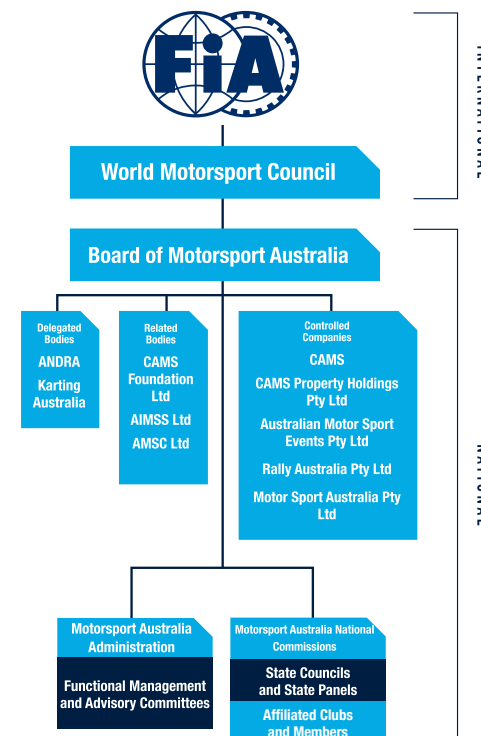 FiA
INTERNATIONAL
World Motorsport Council
Board of Motorsport Australia
Delegated
Bodies
ANDRA
Karting
Australia
Related
Bodies
CAMS
Foundation
Ltd
AIMSS Ltd
AMSC Ltd
Controlled
Companies
CAMS
CAMS Property Holdings
Pty Ltd
Australian Motor Sport
Events Pty Ltd
Rally Australia Pty Ltd
Motor Sport Australia Pty
Ltd
NATIONAL
Motorsport Australia
Administration
Functional Management
and Advisory Committees
Motorsport Australia National
Commissions
State Councils
and State Panels
Affiliated Clubs
and Members